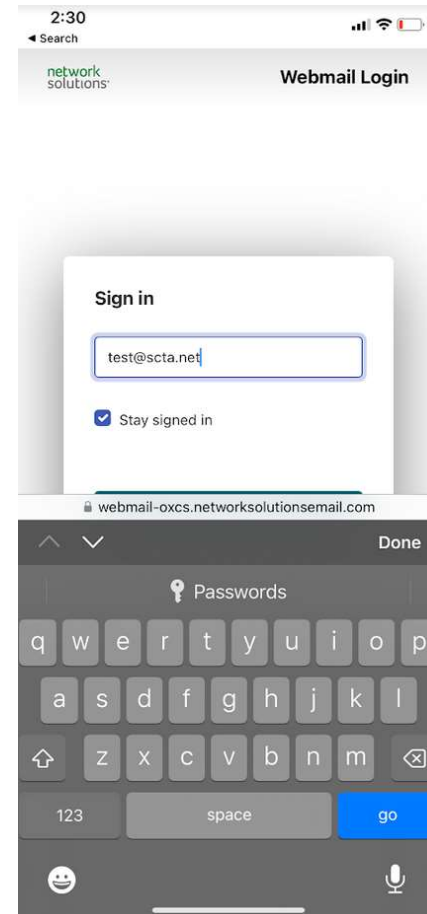 2:30
◀ Search
network
solutions
Webmail Login
Sign in
test@scta.net
Stay signed in
webmail-oxcs.networksolutionsemail.com
Done
Passwords
q w e r t y u i o p
a s d f g h j k l
z x c v b n m
123 space go